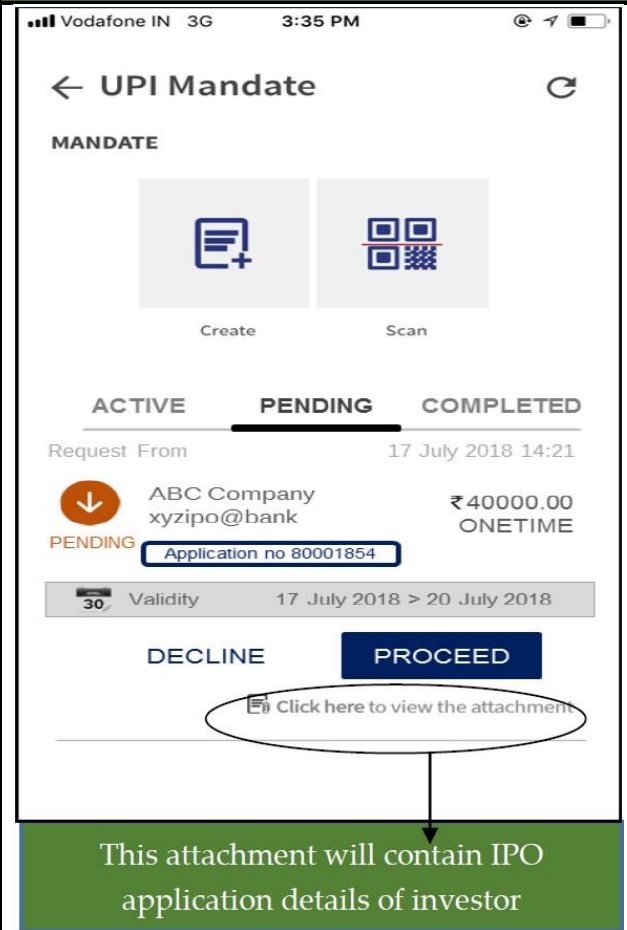 Vodafone IN 3G 3:35 PM
← UPI Mandate
MANDATE
Create Scan
ACTIVE PENDING COMPLETED
Request From 17 July 2018 14:21
ABC Company ₹40000.00
xyzipo@bank ONETIME
PENDING
Application no 80001854
30 Validity 17 July 2018 > 20 July 2018
DECLINE PROCEED
Click here to view the attachment
This attachment will contain IPO
application details of investor